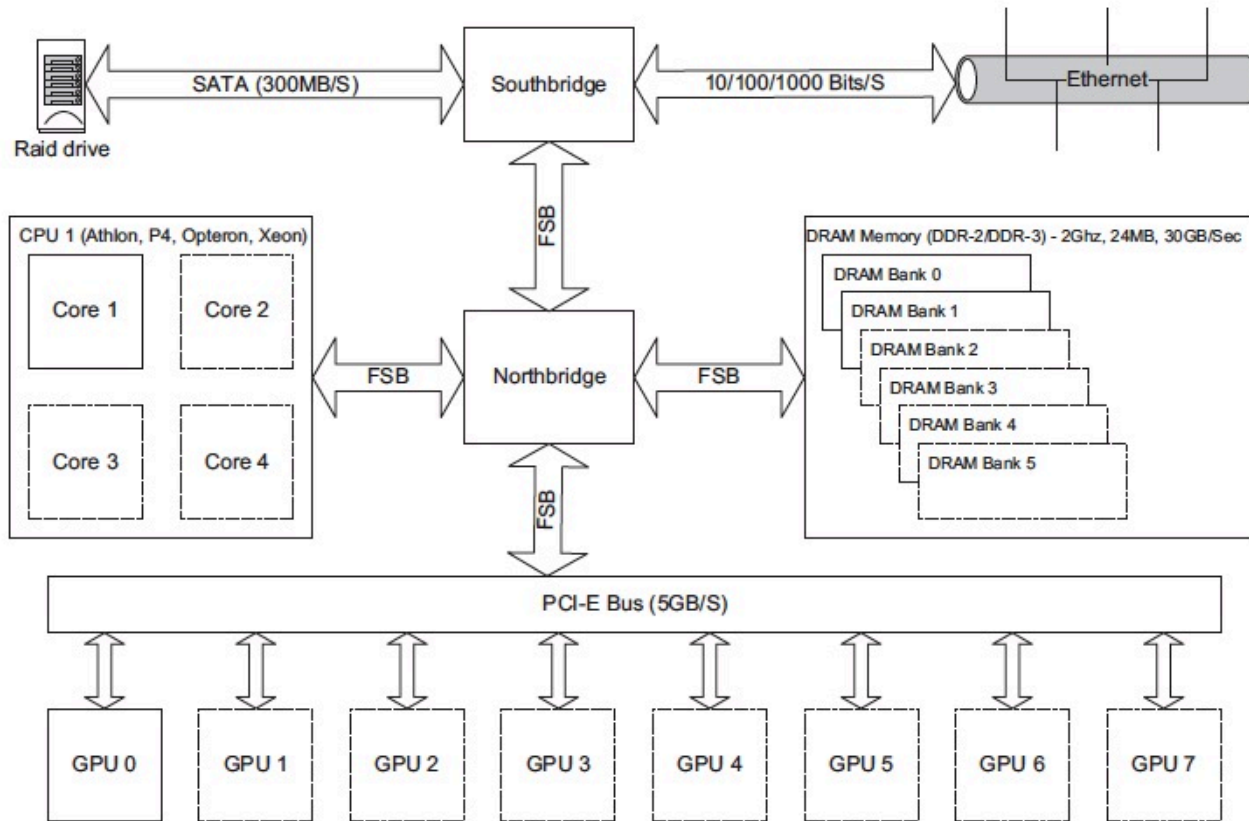 SATA (300MB/S)
Southbridge
10/100/1000 Bits/S
Ethernet
Raid drive
FSB
CPU 1 (Athlon, P4, Opteron, Xeon)
Core 1
Core 2
Core 3
Core 4
FSB
Northbridge
FSB
DRAM Memory (DDR-2/DDR-3) - 2Ghz, 24MB, 30GB/Sec
DRAM Bank 0
DRAM Bank 1
DRAM Bank 2
DRAM Bank 3
DRAM Bank 4
DRAM Bank 5
FSB
PCI-E Bus (5GB/S)
GPU 0
GPU 1
GPU 2
GPU 3
GPU 4
GPU 5
GPU 6
GPU 7